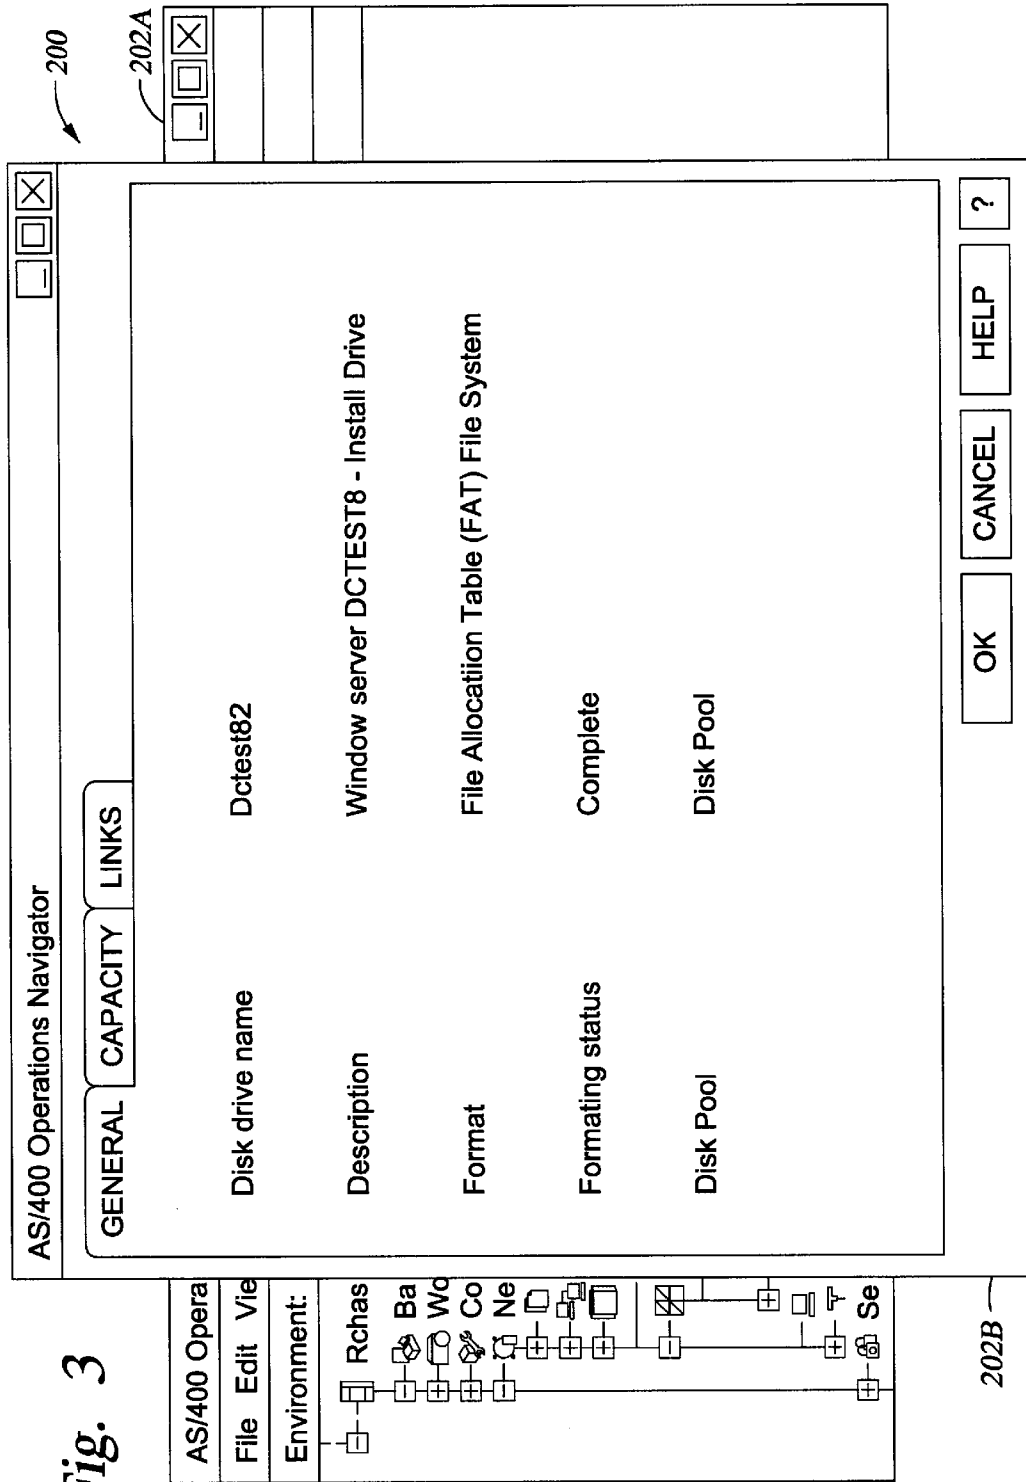 Fig. 3
200
202A
AS/400 Operations Navigator
GENERAL CAPACITY LINKS
Disk drive name Dctest82
Description Window server DCTEST8 - Install Drive
Format File Allocatiion Table (FAT) File System
Formating status Complete
Disk Pool Disk Pool
OK CANCEL HELP ?
AS/400 Opera
File Edit Vie
Environment:
Rchas
Ba
Wo
Co
Ne
Se
202B